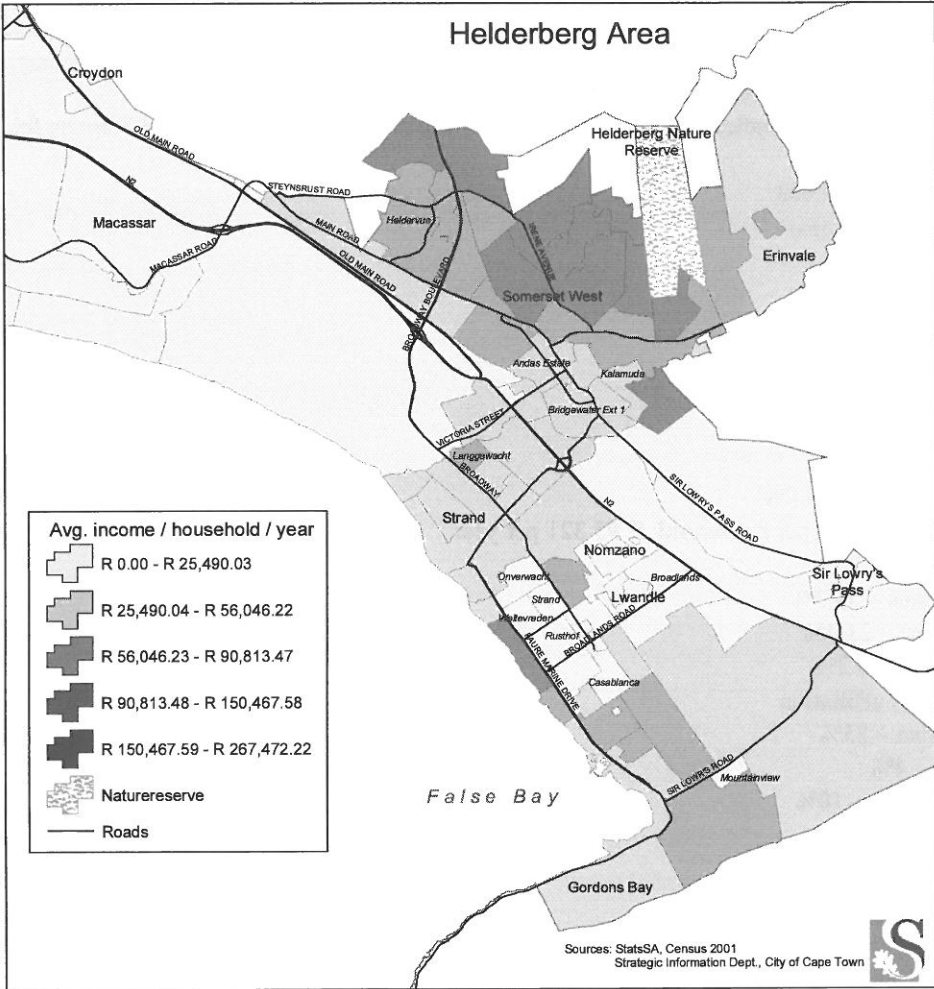 Helderberg Area
Croydon
OLD MAIN ROAD
Helderberg Nature
Reserve
N2
STEYNSRUST ROAD
Macassar
Heldervue
MAIN ROAD
IRENE AVENUE
MACASSAR ROAD
OLD MAIN ROAD
Erinvale
BROADWAY BOULEVARD
Somerset West
Andas Estate
Kalamuda
Bridgewater Ext 1
VICTORIA STREET
Langgewacht
BROADWAY
SIR LOWRY'S PASS ROAD
N2
Strand
Nomzano
Onverwacht
Broadlands
Sir Lowry's
Pass
Strand
Lwandle
Weltevreden
Rusthof
BROADLANDS ROAD
FAURE MARINE DRIVE
Casablanca
SIR LOWR'S ROAD
Mountainview
False Bay
Gordons Bay
Avg. income / household / year
R 0.00 - R 25,490.03
R 25,490.04 - R 56,046.22
R 56,046.23 - R 90,813.47
R 90,813.48 - R 150,467.58
R 150,467.59 - R 267,472.22
Naturereserve
Roads
Sources: StatsSA, Census 2001
Strategic Information Dept., City of Cape Town
S